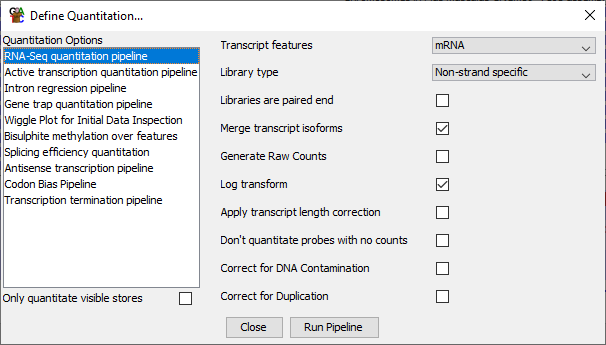 Define Quantitation...
Quantitation Options
RNA-Seq quantitation pipeline
Active transcription quantitation pipeline
Intron regression pipeline
Gene trap quantitation pipeline
Wiggle Plot for Initial Data Inspection
Bisulphite methylation over features
Splicing efficiency quantitation
Antisense transcription pipeline
Codon Bias Pipeline
Transcription termination pipeline
Only quantitate visible stores
Transcript features mRNA
Library type Non-strand specific
Libraries are paired end
Merge transcript isoforms
Generate Raw Counts
Log transform
Apply transcript length correction
Don't quantitate probes with no counts
Correct for DNA Contamination
Correct for Duplication
Close Run Pipeline